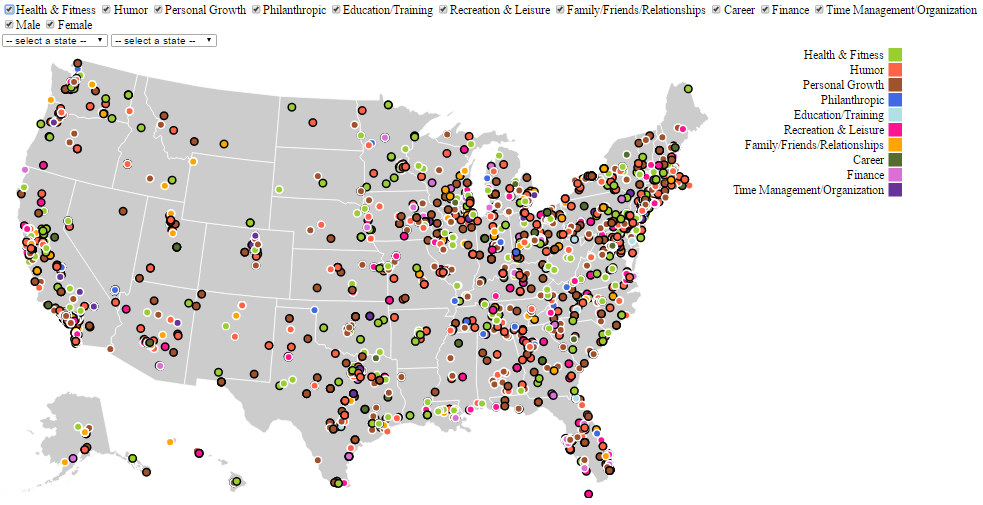 Health & Fitness Humor Personal Growth Philanthropic Education/Training Recreation & Leisure Family/Friends/Relationships Career Finance Time Management/Organization
Male Female
-- select a state -- -- select a state --
Health & Fitness
Humor
Personal Growth
Philanthropic
Education/Training
Recreation & Leisure
Family/Friends/Relationships
Career
Finance
Time Management/Organization